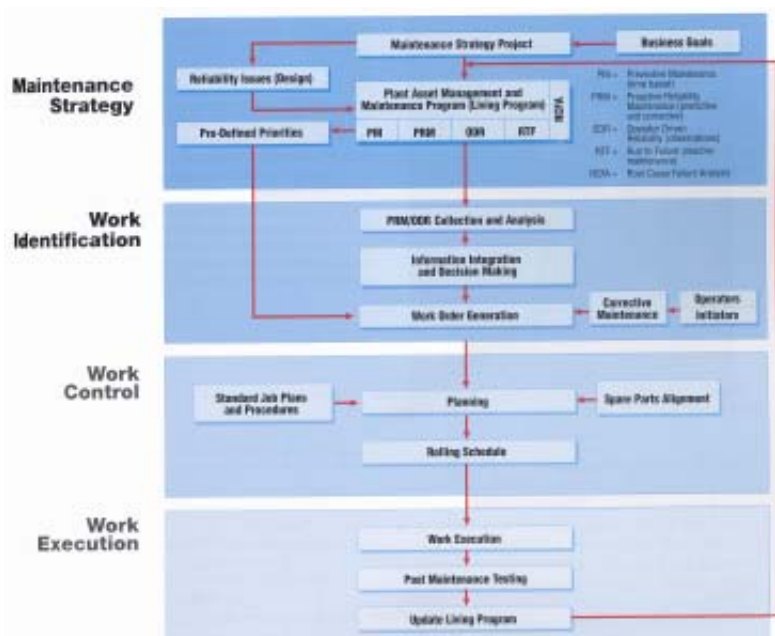 Maintenance
Strategy
Maintenance Strategy Project
Business Goals
Reliability Issues (Design)
Plant Asset Management and
Maintenance Program (Living Program)
PM
PRM
ODR
RTF
RCFA
Pre-Defined Priorities
PM = Preventive Maintenance
(time based)
PRM = Proactive Reliability
Maintenance (predictive
and corrective)
ODR = Operator Driven
Reliability (observations)
RTF = Run to Failure (reactive
maintenance)
RCFA = Root Cause Failure Analysis
Work
Identification
PRM/ODR Collection and Analysis
Information Integration
and Decision Making
Work Order Generation
Corrective
Maintenance
Operators
Initiators
Work
Control
Standard Job Plans
and Procedures
Planning
Spare Parts Alignment
Rolling Schedule
Work
Execution
Work Execution
Post Maintenance Testing
Update Living Program